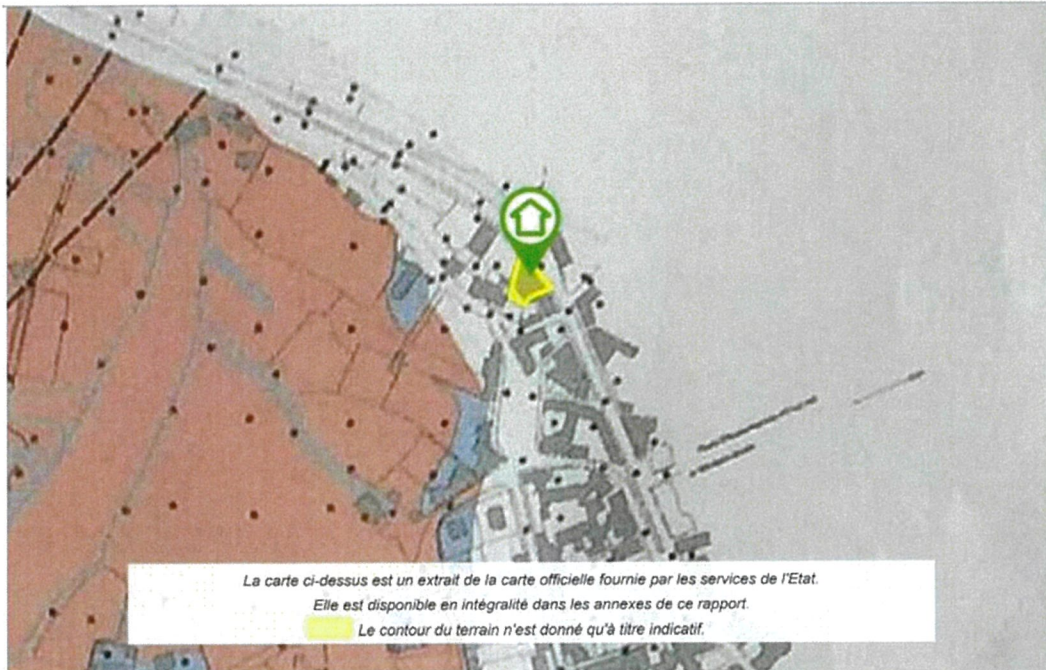 La carte ci-dessus est un extrait de la carte officielle fournie par les services de l'Etat.
Elle est disponible en intégralité dans les annexes de ce rapport.
Le contour du terrain n'est donné qu'à titre indicatif.